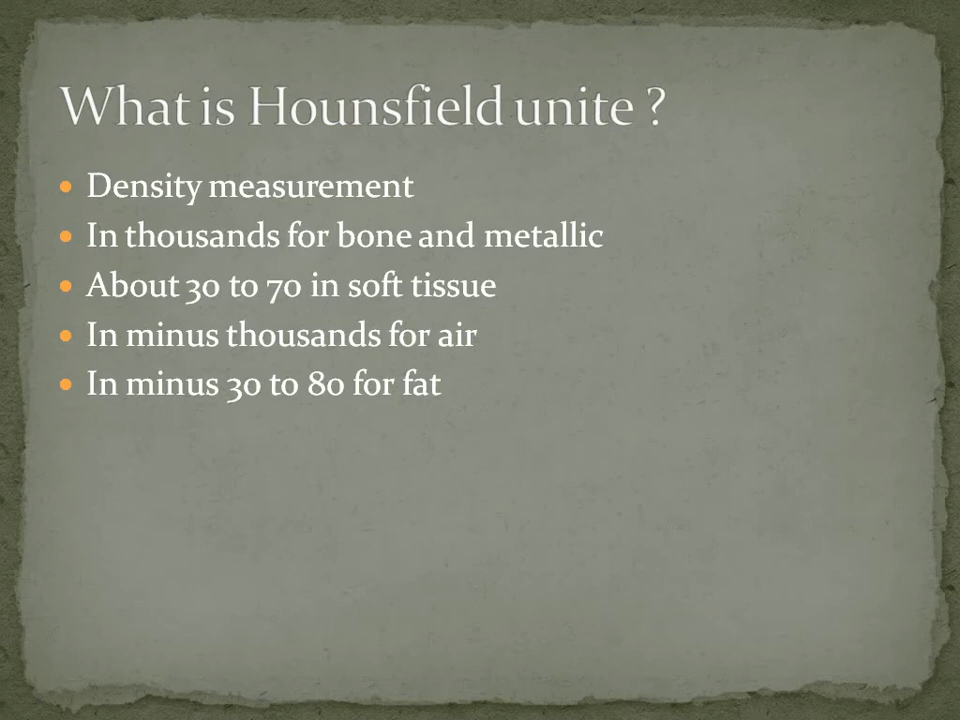 What is Hounsfield unite ?
• Density measurement
• In thousands for bone and metallic
• About 30 to 70 in soft tissue
• In minus thousands for air
• In minus 30 to 80 for fat